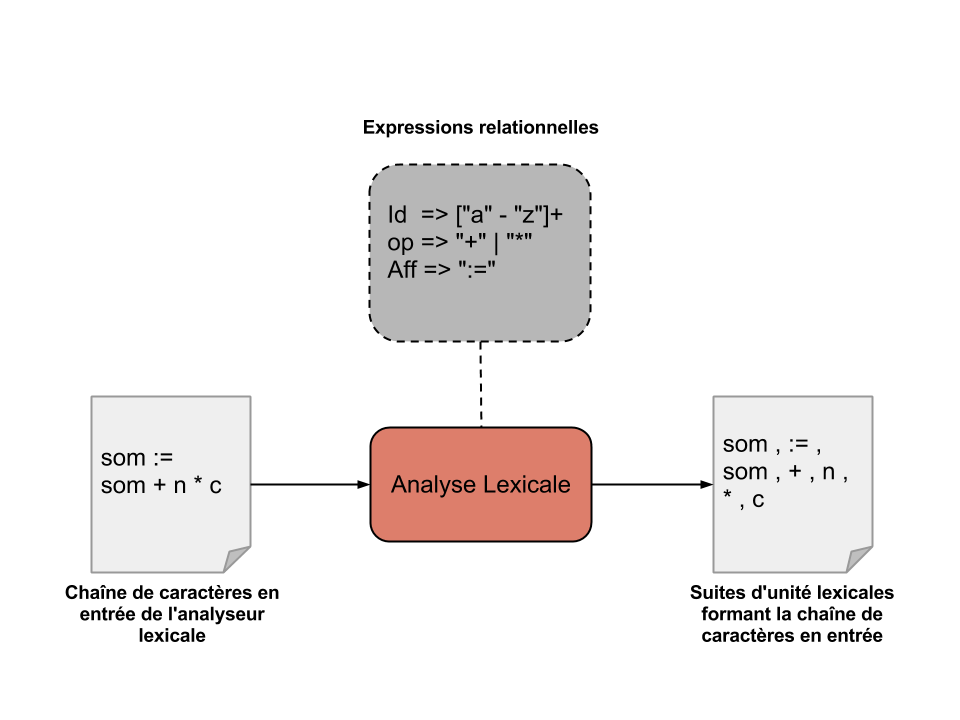 Expressions relationnelles
Id => ["a" - "z"]+
op => "+" | "*"
Aff => ":="
som :=
som + n * c
Analyse Lexicale
som , := ,
som , + , n ,
* , c
Chaîne de caractères en
entrée de l'analyseur
lexicale
Suites d'unité lexicales
formant la chaîne de
caractères en entrée